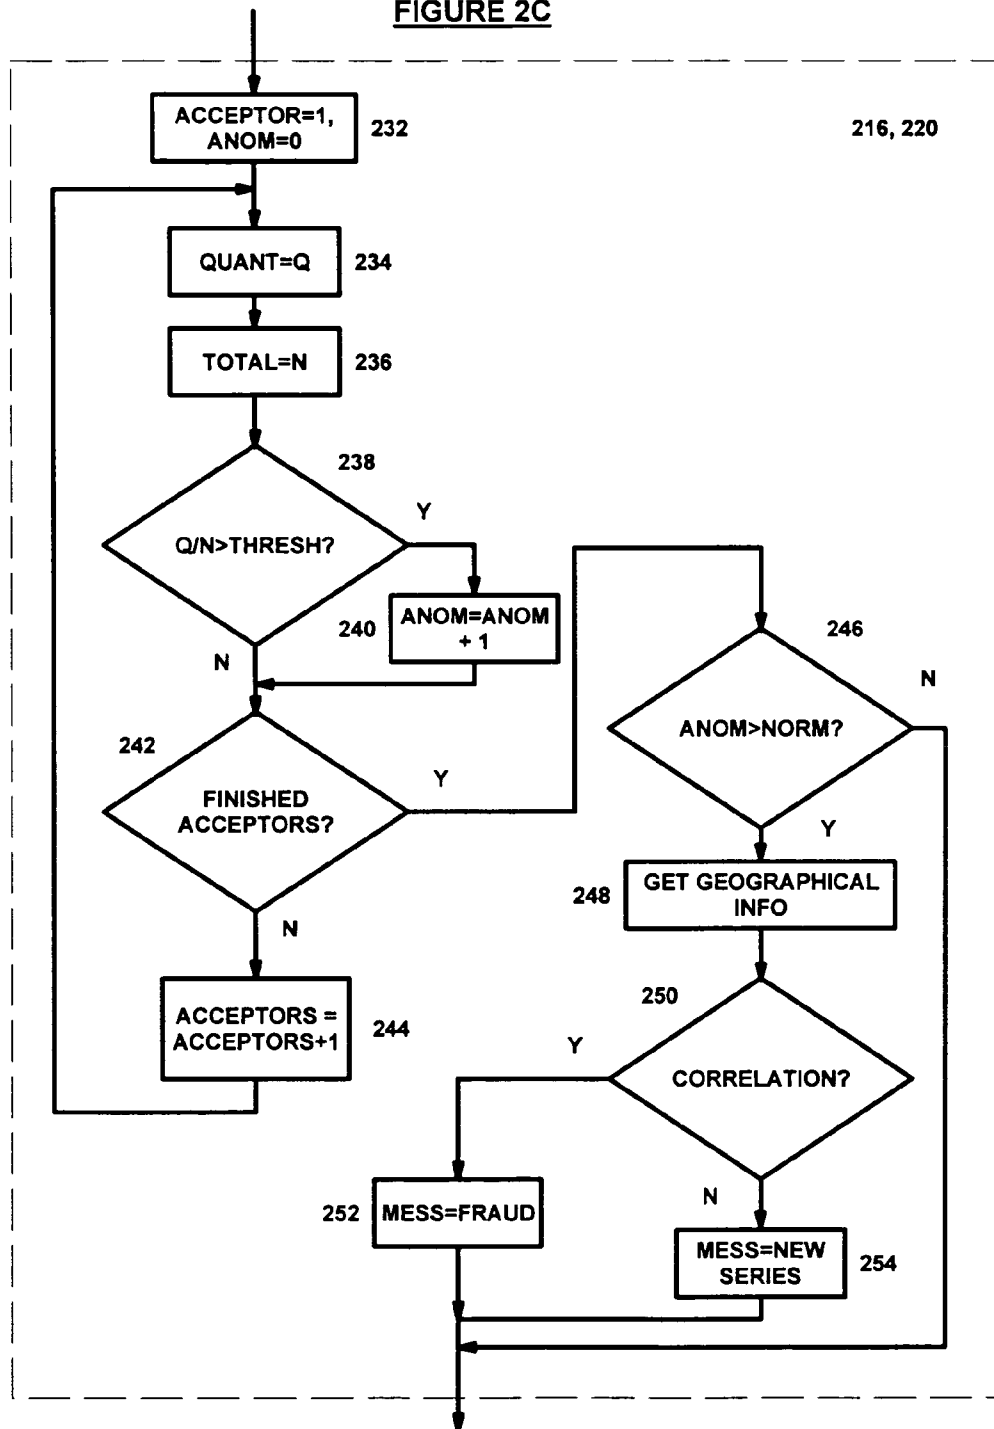 FIGURE 2C
ACCEPTOR=1,
ANOM=0
232
216, 220
QUANT=Q
234
TOTAL=N
236
238
Q/N>THRESH?
Y
N
240
ANOM=ANOM
+ 1
242
FINISHED
ACCEPTORS?
Y
N
ACCEPTORS =
ACCEPTORS+1
244
246
ANOM>NORM?
N
Y
248
GET GEOGRAPHICAL
INFO
250
CORRELATION?
Y
N
252
MESS=FRAUD
MESS=NEW
SERIES
254